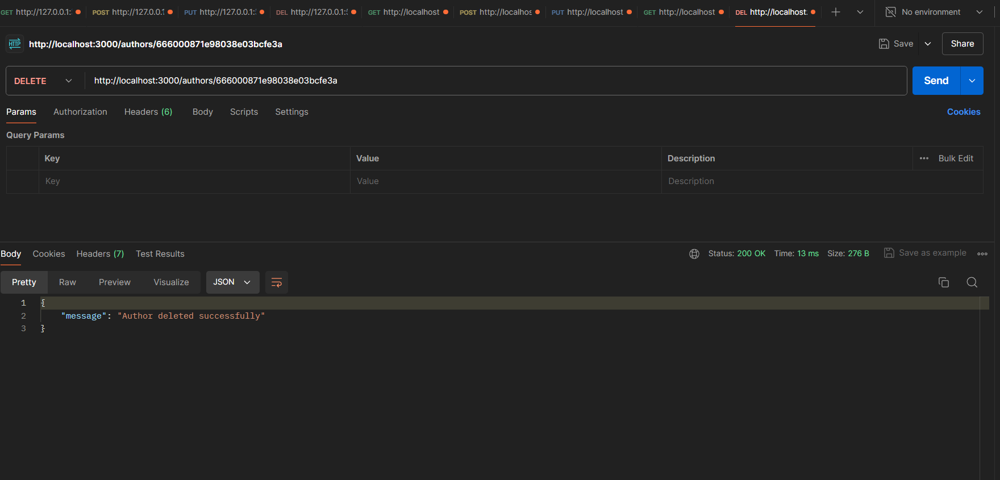 GET http://127.0.0.1: POST http://127.0.0.1 PUT http://127.0.0.1: DEL http://127.0.0.1: GET http://localhost POST http://localhos PUT http://localhost GET http://localhost DEL http://localhost. No environment
HTTP http://localhost:3000/authors/666000871e98038e03bcfe3a Save Share
DELETE http://localhost:3000/authors/666000871e98038e03bcfe3a Send
Params Authorization Headers (6) Body Scripts Settings Cookies
Query Params
Key Value Description Bulk Edit
Key Value Description
Body Cookies Headers (7) Test Results Status: 200 OK Time: 13 ms Size: 276 B Save as example
Pretty Raw Preview Visualize JSON
1 {
2 "message": "Author deleted successfully"
3 }